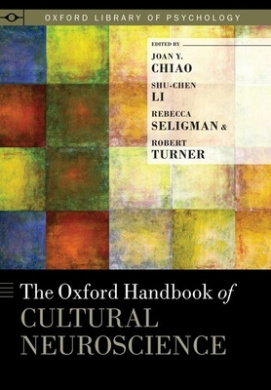 OXFORD LIBRARY OF PSYCHOLOGY
EDITED BY
JOAN Y.
CHIAO
SHU-CHEN
LI
REBECCA
SELIGMAN &
ROBERT
TURNER
The Oxford Handbook of
CULTURAL
NEUROSCIENCE